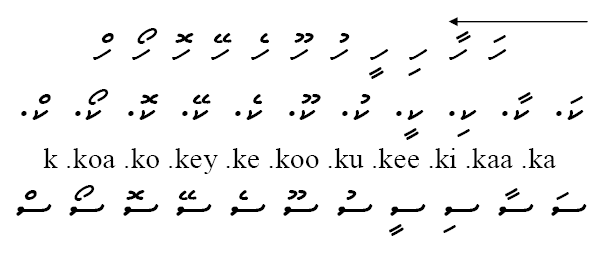 ހަ ހާ ހި ހީ ހު ހޫ ހެ ހޭ ހޮ ހޯ ހް
ކަ. ކާ. ކި. ކީ. ކު. ކޫ. ކެ. ކޭ. ކޮ. ކޯ. ކް.
k .koa .ko .key .ke .koo .ku .kee .ki .kaa .ka
ސަ ސާ ސި ސީ ސު ސޫ ސެ ސޭ ސޮ ސޯ ސް